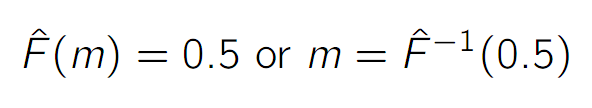 F̂(m) = 0.5 or m = F̂⁻¹(0.5)